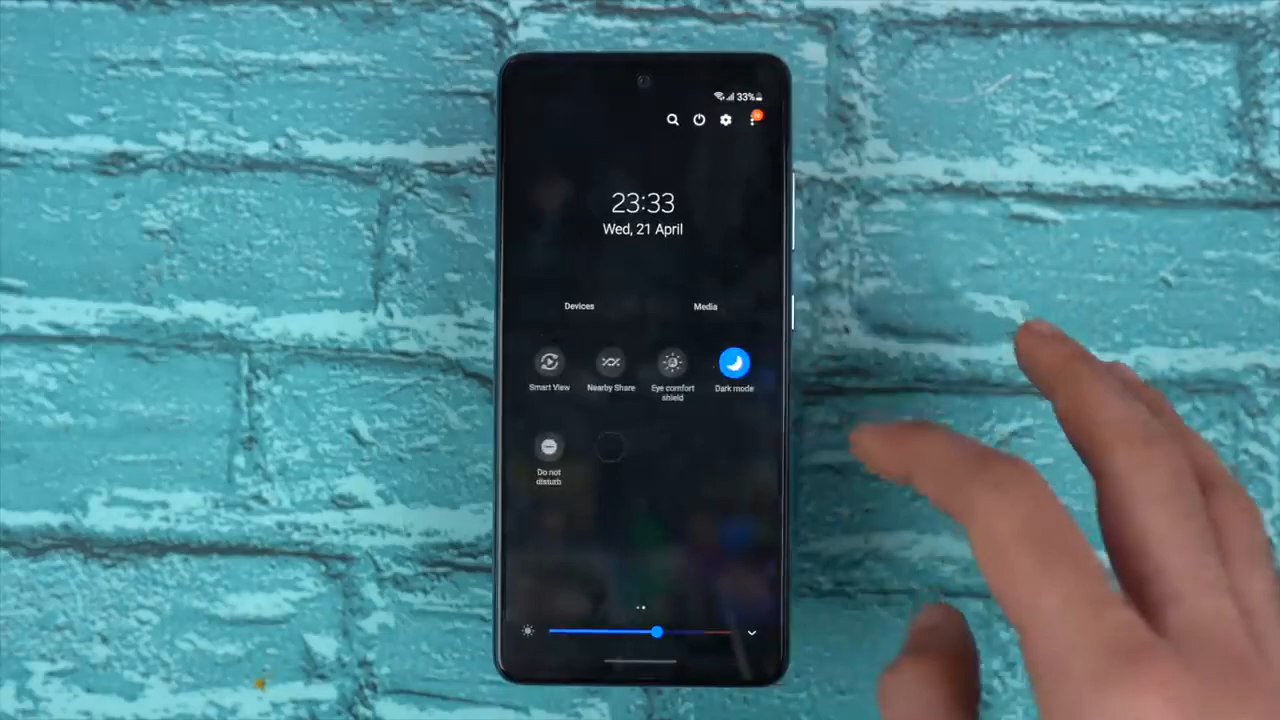 33%
23:33
Wed, 21 April
Devices
Media
Smart View
Nearby Share
Eye comfort
shield
Dark mode
Do not
disturb